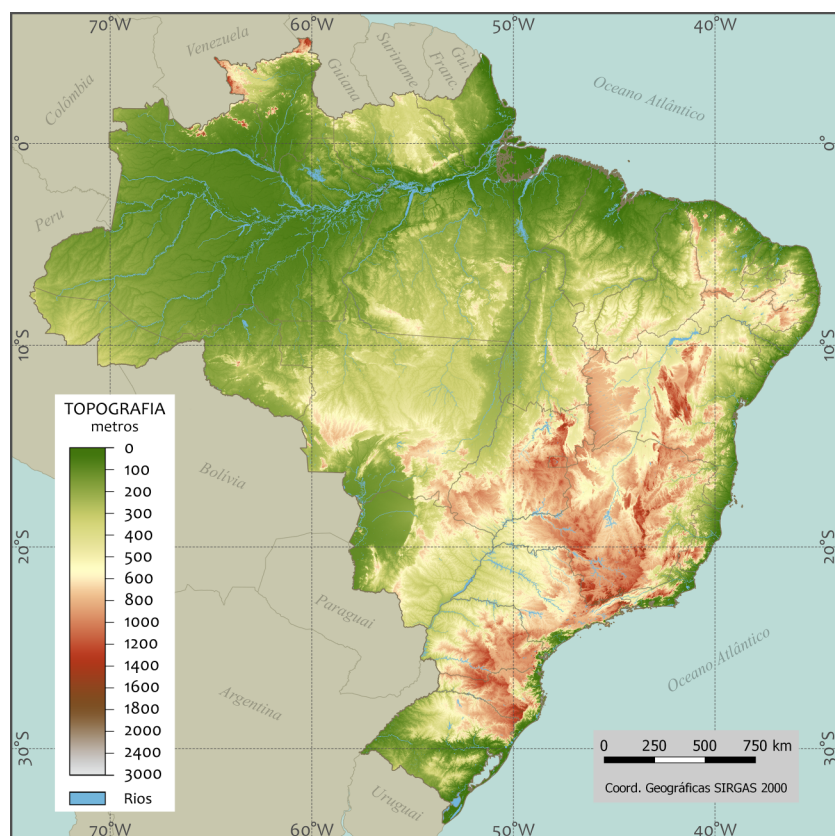 70°W
60°W
50°W
40°W
Venezuela
Colômbia
Guiana
Suriname
Gui.
Franc
Oceano Atlântico
0°
0°
Peru
10°S
10°S
TOPOGRAFIA
metros
0
100
200
300
400
500
600
800
1000
1200
1400
1600
1800
2000
2400
3000
Rios
Bolívia
20°S
20°S
Paraguai
Oceano Atlântico
Argentina
30°S
30°S
0 250 500 750 km
Coord. Geográficas SIRGAS 2000
Uruguai
70°W
60°W
50°W
40°W